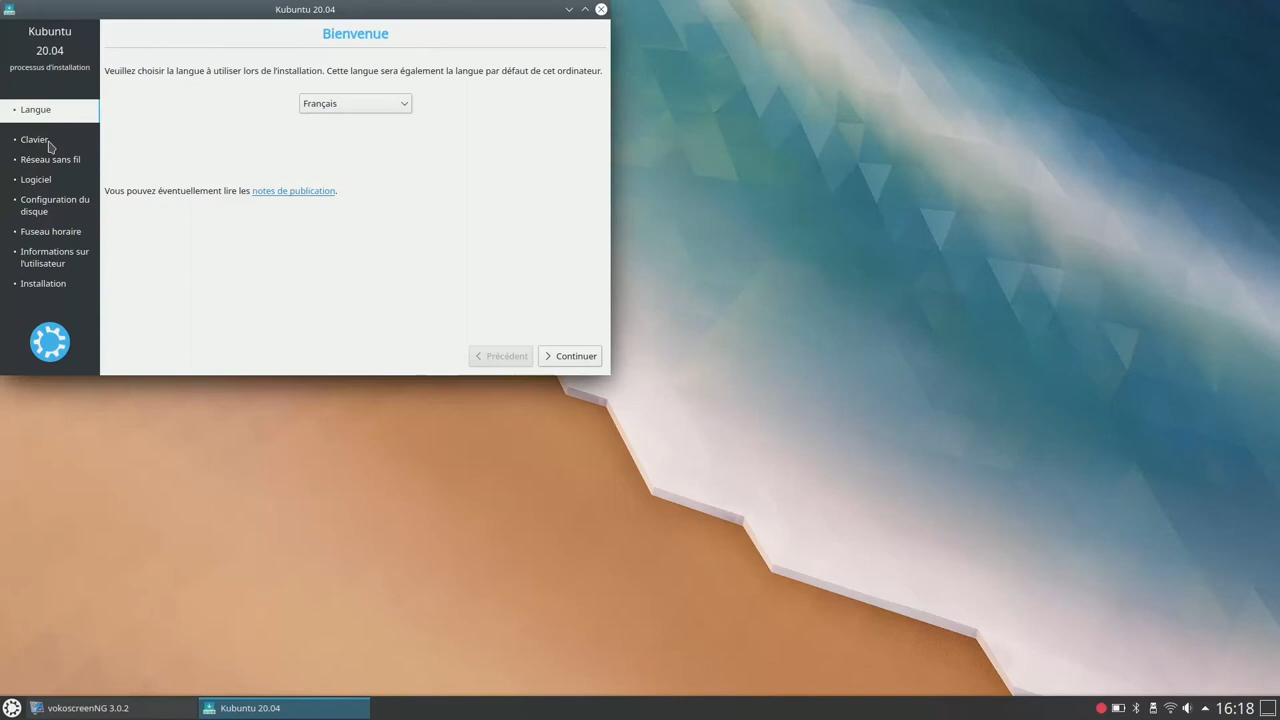 Kubuntu 20.04
Kubuntu
20.04
processus d'installation
Langue
Clavier
Réseau sans fil
Logiciel
Configuration du
disque
Fuseau horaire
Informations sur
l'utilisateur
Installation
Bienvenue
Veuillez choisir la langue à utiliser lors de l'installation. Cette langue sera également la langue par défaut de cet ordinateur.
Français
Vous pouvez éventuellement lire les notes de publication.
Précédent
Continuer
vokoscreenNG 3.0.2
Kubuntu 20.04
16:18